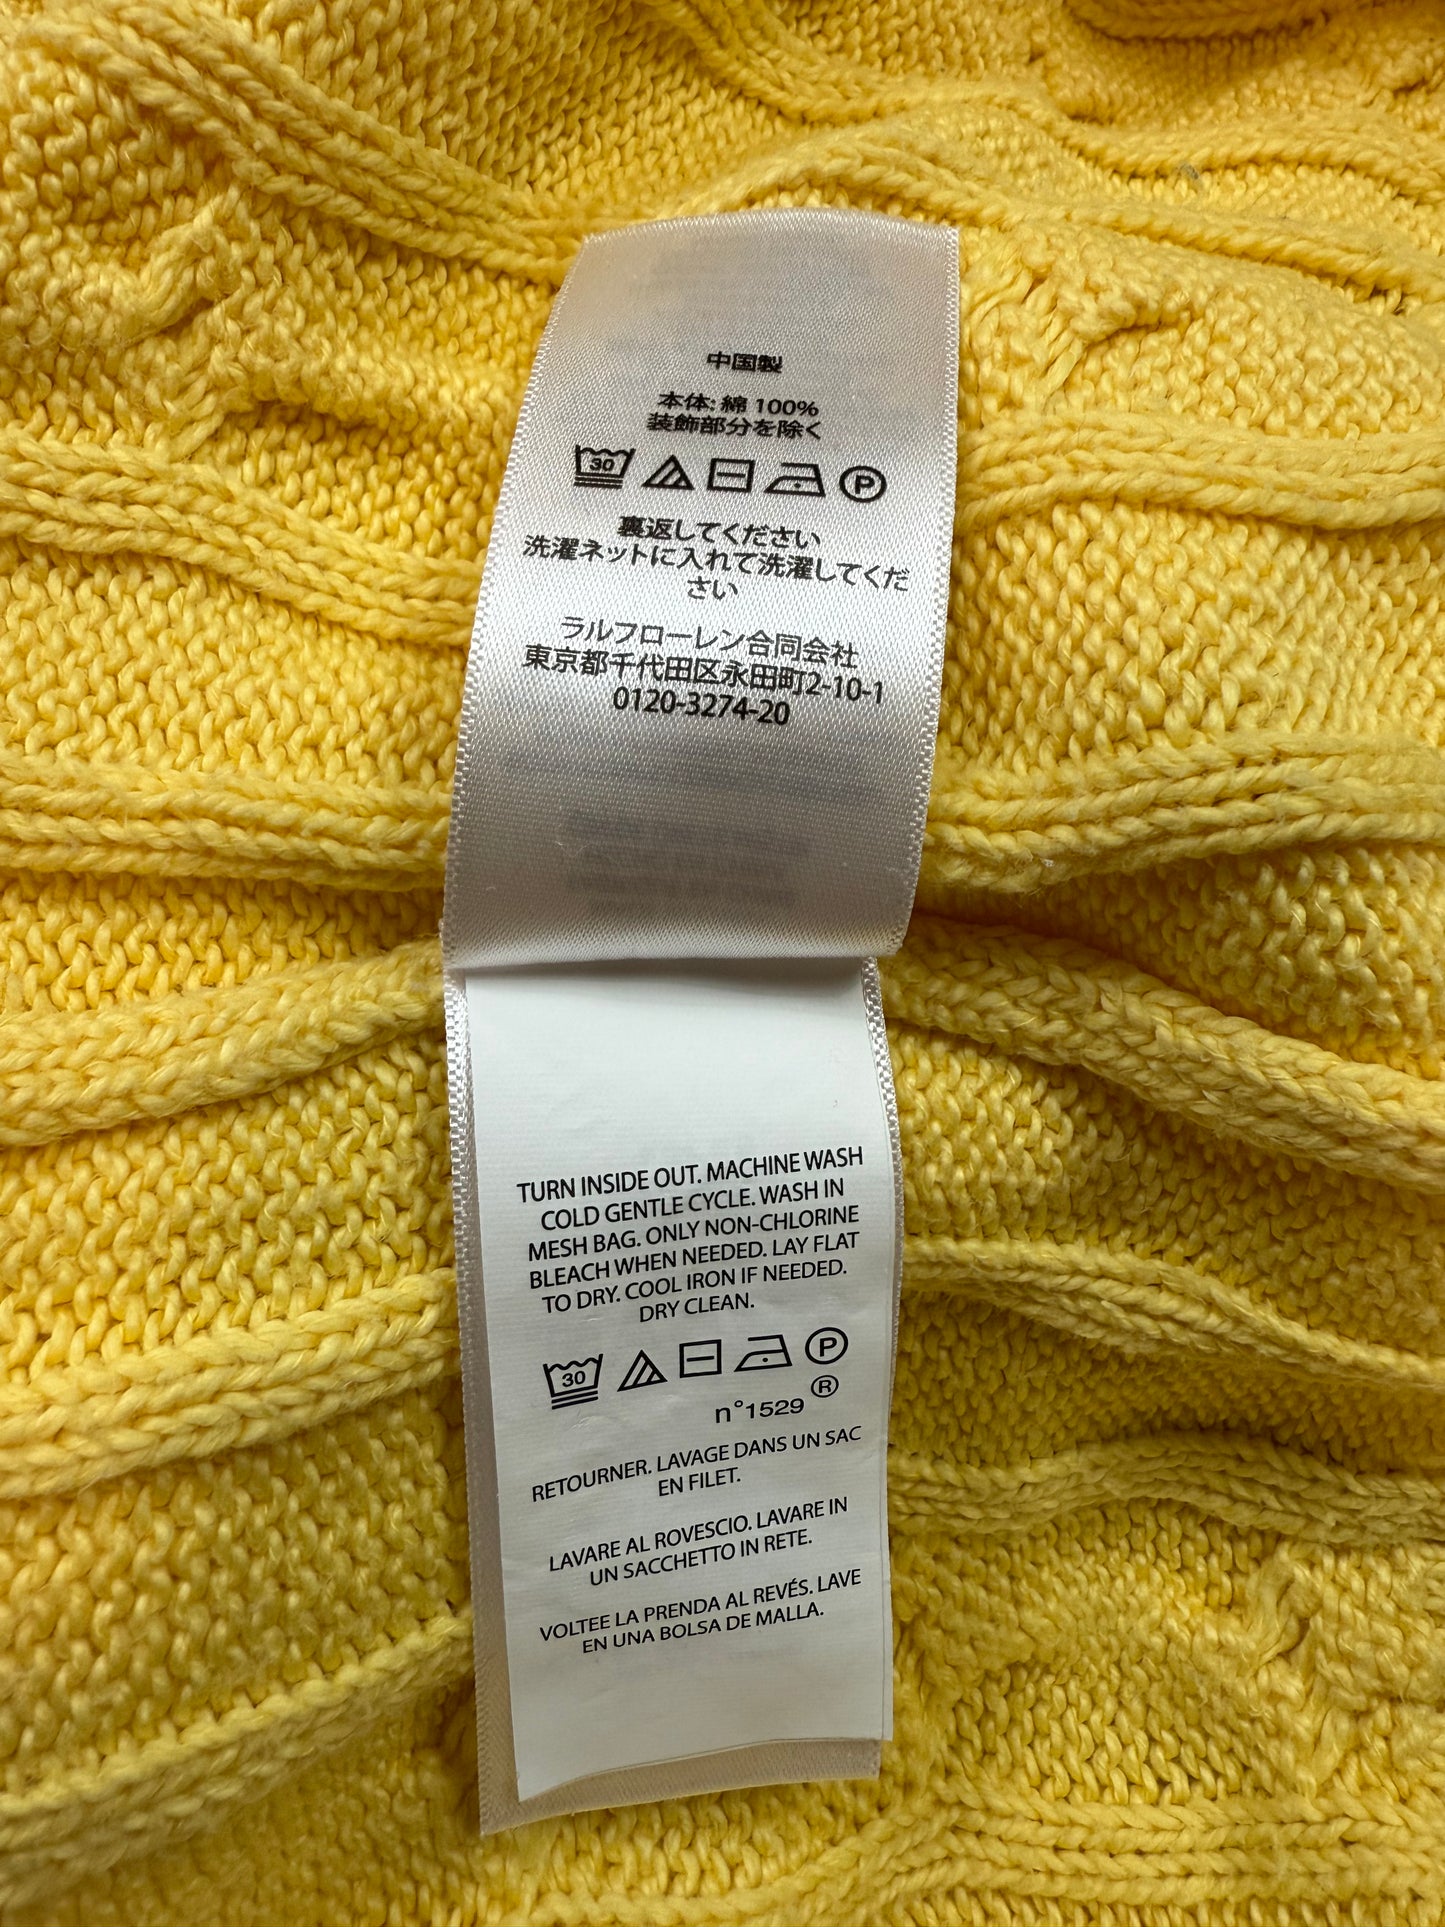 中国製
本体: 綿 100%
装飾部分を除く
30
P
裏返してください
洗濯ネットに入れて洗濯してくだ
さい
ラルフローレン合同会社
東京都千代田区永田町2-10-1
0120-3274-20
TURN INSIDE OUT. MACHINE WASH
COLD GENTLE CYCLE. WASH IN
MESH BAG. ONLY NON-CHLORINE
BLEACH WHEN NEEDED. LAY FLAT
TO DRY. COOL IRON IF NEEDED.
DRY CLEAN.
30
P
n°1529 ®
RETOURNER. LAVAGE DANS UN SAC
EN FILET.
LAVARE AL ROVESCIO. LAVARE IN
UN SACCHETTO IN RETE.
VOLTEE LA PRENDA AL REVÉS. LAVE
EN UNA BOLSA DE MALLA.